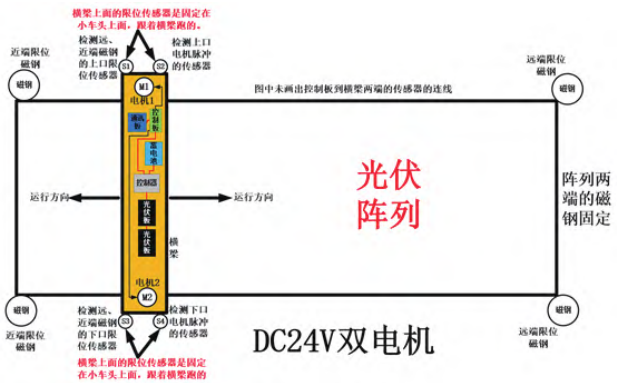 横梁上面的限位传感器是固定在
小车头上面，跟着横梁跑的。
近端限位
磁钢
检测远、
近端磁钢
的上口限
位传感器
S1
S2
检测上口
电机脉冲
的传感器
远端限位
磁钢
磁钢
磁钢
M1
电机1
图中未画出控制板到横梁两端的传感器的连线
通讯板
控制板
蓄电池
控制器
光伏板
光伏板
运行方向
运行方向
横梁
光伏
阵列
阵列两
端的磁
钢固定
电机2
M2
磁钢
磁钢
近端限位
磁钢
检测远、
近端磁钢
的下口限
位传感器
S3
S4
检测下口
电机脉冲
的传感器
远端限位
磁钢
DC24V双电机
横梁上面的限位传感器是固定
在小车头上面，跟着横梁跑的